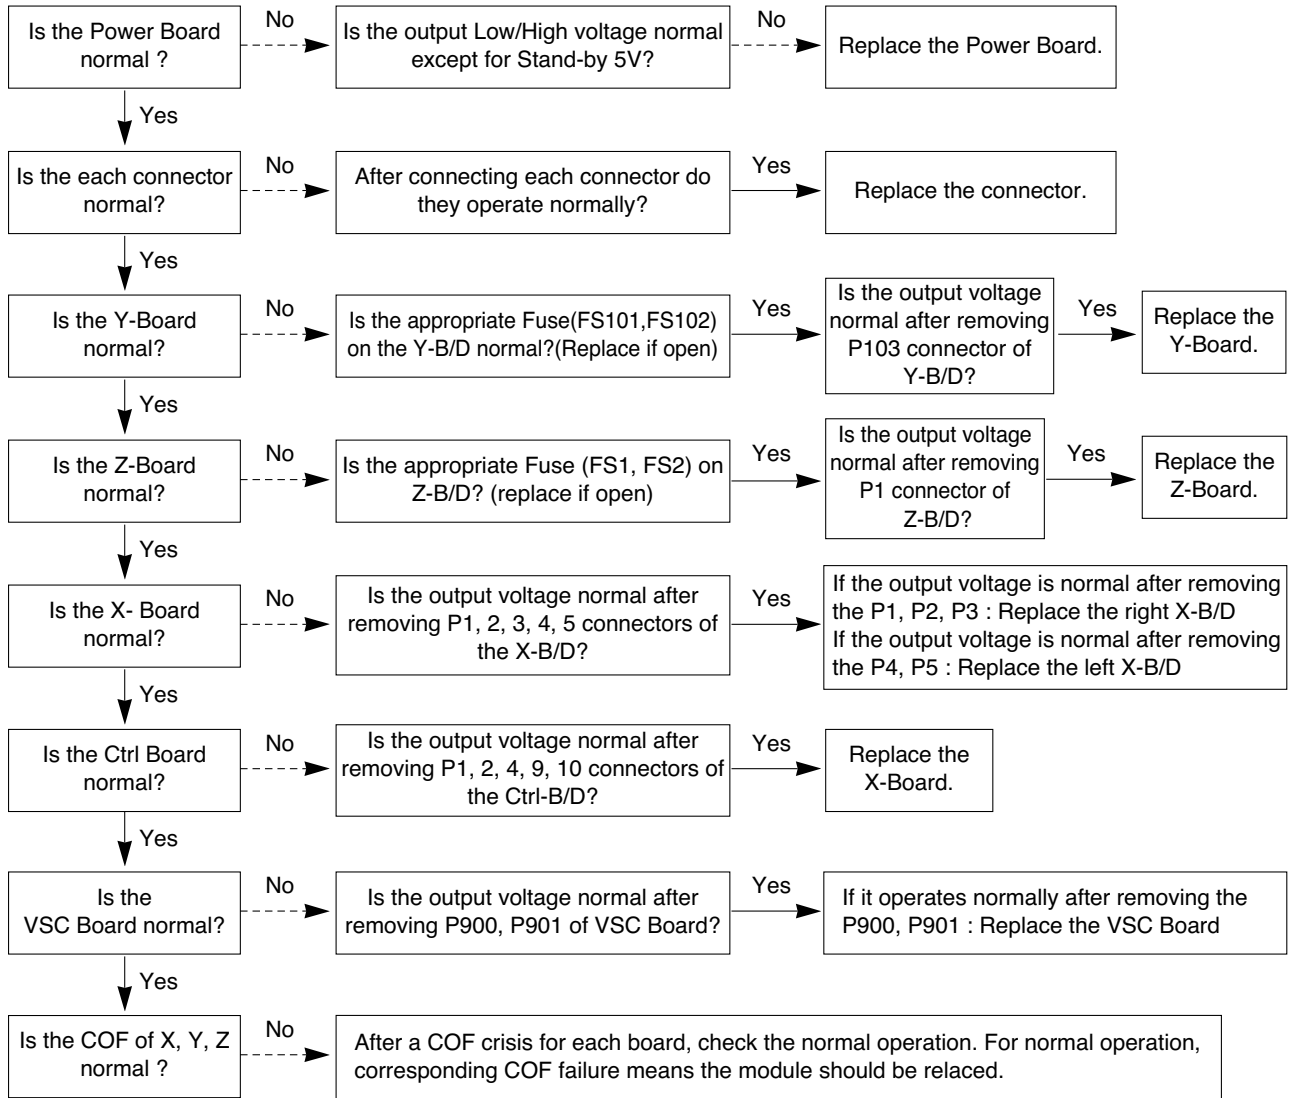 Is the Power Board
normal ?
No
Is the output Low/High voltage normal
except for Stand-by 5V?
No
Replace the Power Board.
Yes
Is the each connector
normal?
No
After connecting each connector do
they operate normally?
Yes
Replace the connector.
Yes
Is the Y-Board
normal?
No
Is the appropriate Fuse(FS101,FS102)
on the Y-B/D normal?(Replace if open)
Yes
Is the output voltage
normal after removing
P103 connector of
Y-B/D?
Yes
Replace the
Y-Board.
Yes
Is the Z-Board
normal?
No
Is the appropriate Fuse (FS1, FS2) on
Z-B/D? (replace if open)
Yes
Is the output voltage
normal after removing
P1 connector of
Z-B/D?
Yes
Replace the
Z-Board.
Yes
Is the X- Board
normal?
No
Is the output voltage normal after
removing P1, 2, 3, 4, 5 connectors of
the X-B/D?
Yes
If the output voltage is normal after removing
the P1, P2, P3 : Replace the right X-B/D
If the output voltage is normal after removing
the P4, P5 : Replace the left X-B/D
Yes
Is the Ctrl Board
normal?
No
Is the output voltage normal after
removing P1, 2, 4, 9, 10 connectors of
the Ctrl-B/D?
Yes
Replace the
X-Board.
Yes
Is the
VSC Board normal?
No
Is the output voltage normal after
removing P900, P901 of VSC Board?
Yes
If it operates normally after removing the
P900, P901 : Replace the VSC Board
Yes
Is the COF of X, Y, Z
normal ?
No
After a COF crisis for each board, check the normal operation. For normal operation,
corresponding COF failure means the module should be relaced.